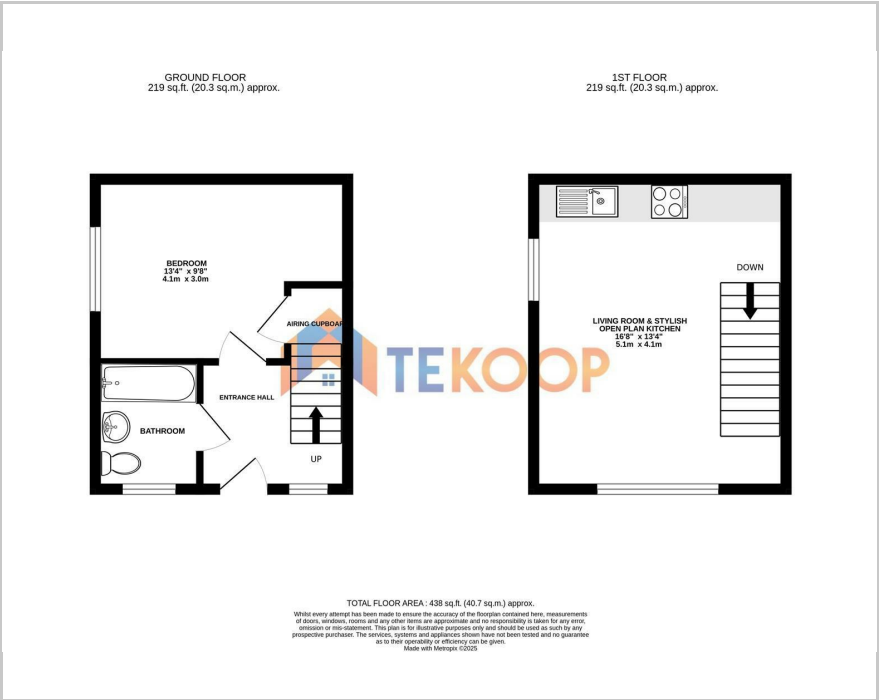 GROUND FLOOR
219 sq.ft. (20.3 sq.m.) approx.
1ST FLOOR
219 sq.ft. (20.3 sq.m.) approx.
BEDROOM
13'4" x 9'8"
4.1m x 3.0m
AIRING CUPBOAR
ENTRANCE HALL
BATHROOM
UP
DOWN
LIVING ROOM & STYLISH
OPEN PLAN KITCHEN
16'8" x 13'4"
5.1m x 4.1m
TEKOOP
TOTAL FLOOR AREA : 438 sq.ft. (40.7 sq.m.) approx.
Whilst every attempt has been made to ensure the accuracy of the floorplan contained here, measurements
of doors, windows, rooms and any other items are approximate and no responsibility is taken for any error,
omission or mis-statement. This plan is for illustrative purposes only and should be used as such by any
prospective purchaser. The services, systems and appliances shown have not been tested and no guarantee
as to their operability or efficiency can be given.
Made with Metropix ©2025